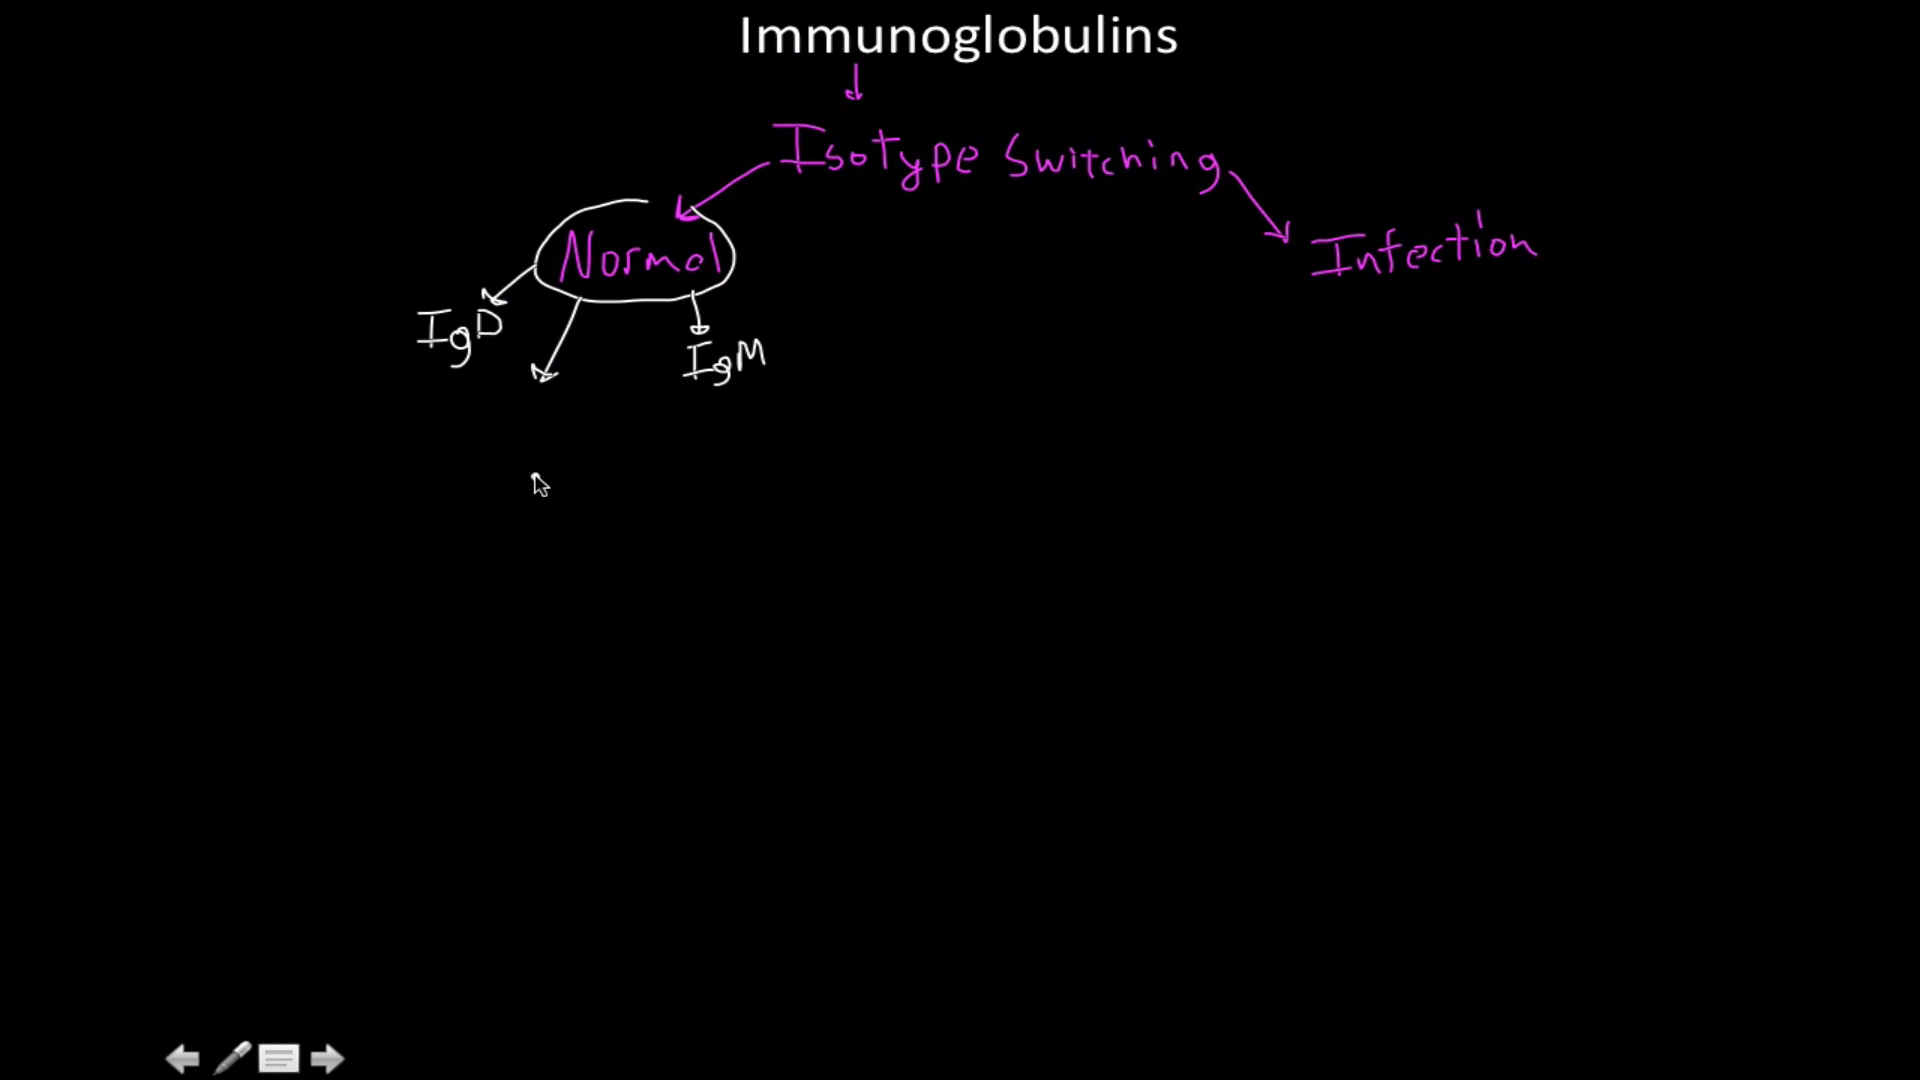 Immunoglobulins
Isotype Switching
Normal
Infection
IgD
IgM